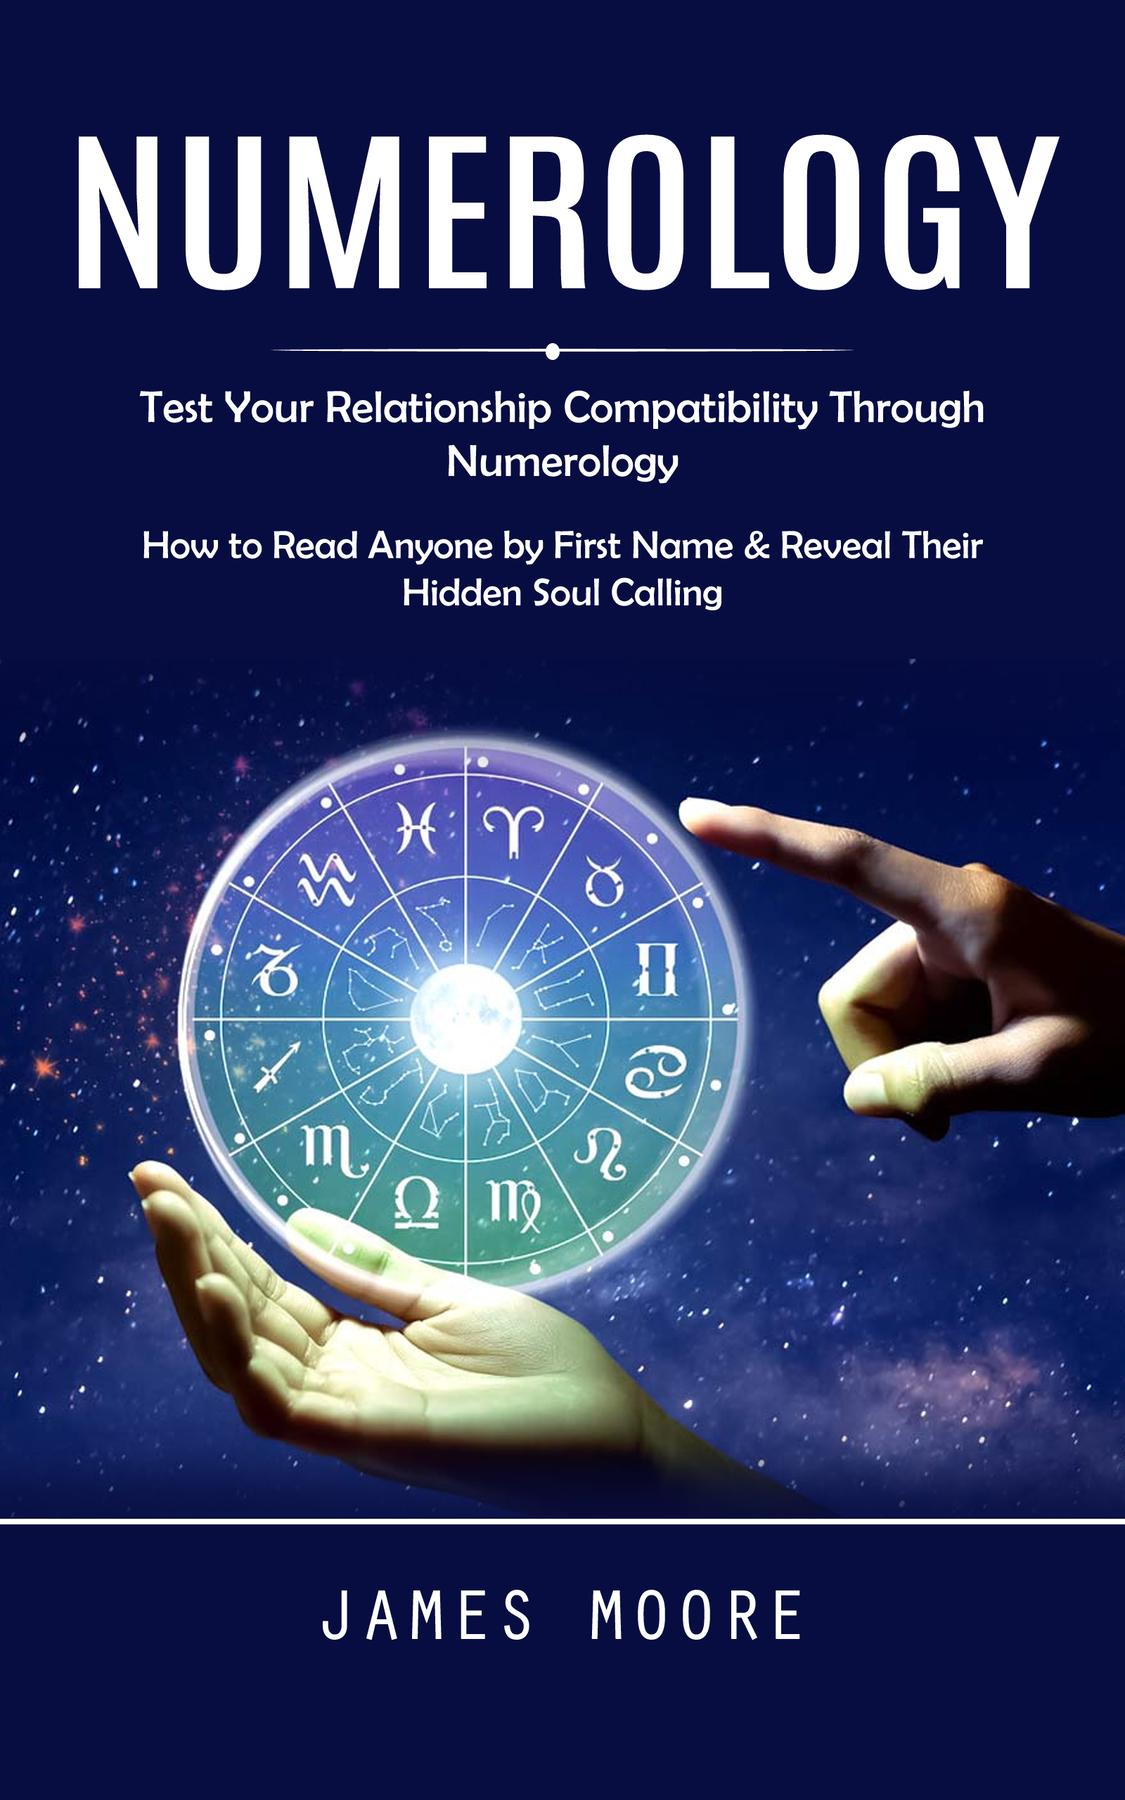 NUMEROLOGY
Test Your Relationship Compatibility Through
Numerology
How to Read Anyone by First Name & Reveal Their
Hidden Soul Calling
JAMES MOORE